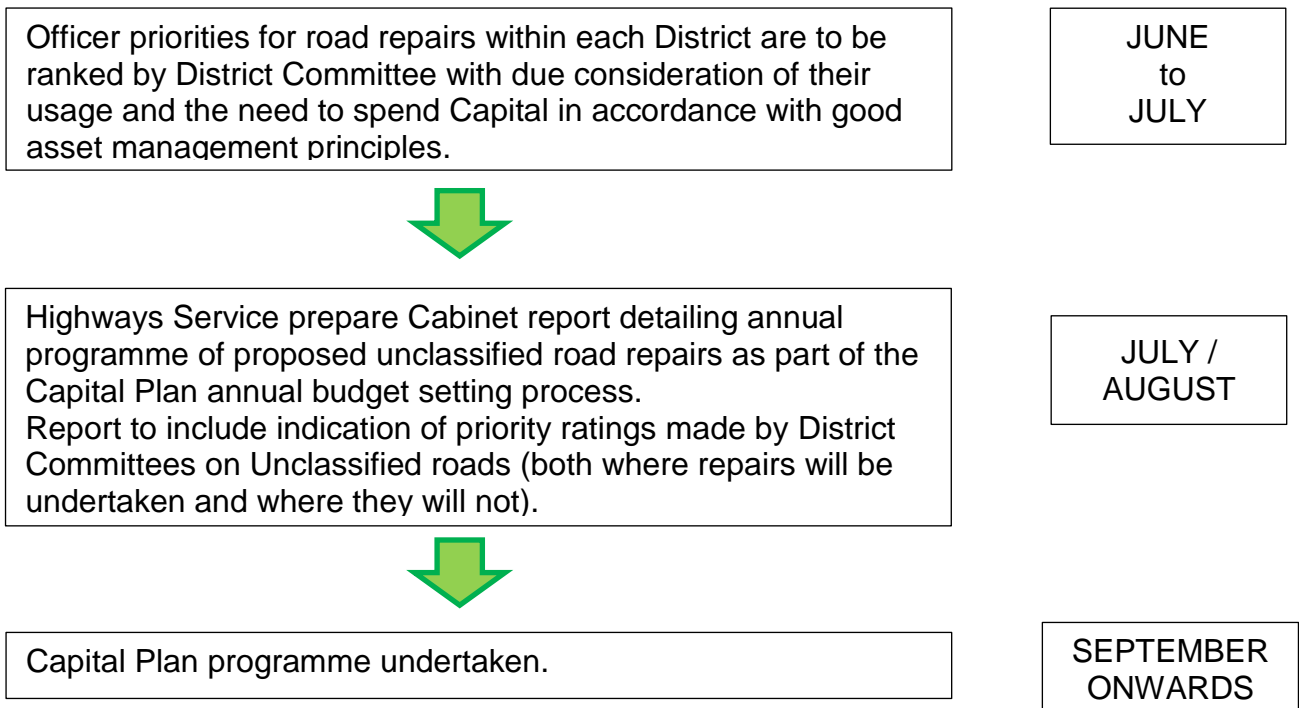 Officer priorities for road repairs within each District are to be
ranked by District Committee with due consideration of their
usage and the need to spend Capital in accordance with good
asset management principles.
JUNE
to
JULY
Highways Service prepare Cabinet report detailing annual
programme of proposed unclassified road repairs as part of the
Capital Plan annual budget setting process.
Report to include indication of priority ratings made by District
Committees on Unclassified roads (both where repairs will be
undertaken and where they will not).
JULY /
AUGUST
Capital Plan programme undertaken.
SEPTEMBER
ONWARDS